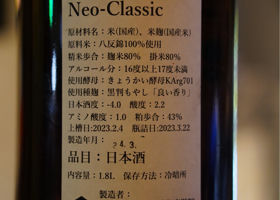 Neo-Classic
原材料名：米(国産)、米麹(国産米)
原料米：八反錦100%使用
精米歩合：麹米80%　掛米80%
アルコール分：16度以上17度未満
使用酵母：きょうかい酵母KArg701
使用種麹：黒判もやし「良い香り」
日本酒度：-4.0　酸度：2.2
アミノ酸度：1.0　粕歩合：43%
上槽日:2023.2.4　瓶詰日:2023.3.22
製造年月：
24.3.
品目：日本酒
内容量：1.8L　保存方法：冷暗所
製造者：